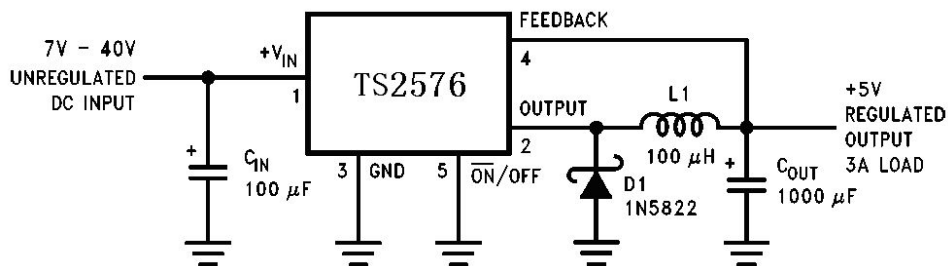 FEEDBACK
7V - 40V
UNREGULATED
DC INPUT
+VIN
1
TS2576
4
OUTPUT
2
L1
100 μH
+5V
REGULATED
OUTPUT
3A LOAD
+
CIN
100 μF
3
GND
5
ON/OFF
D1
1N5822
+
COUT
1000 μF